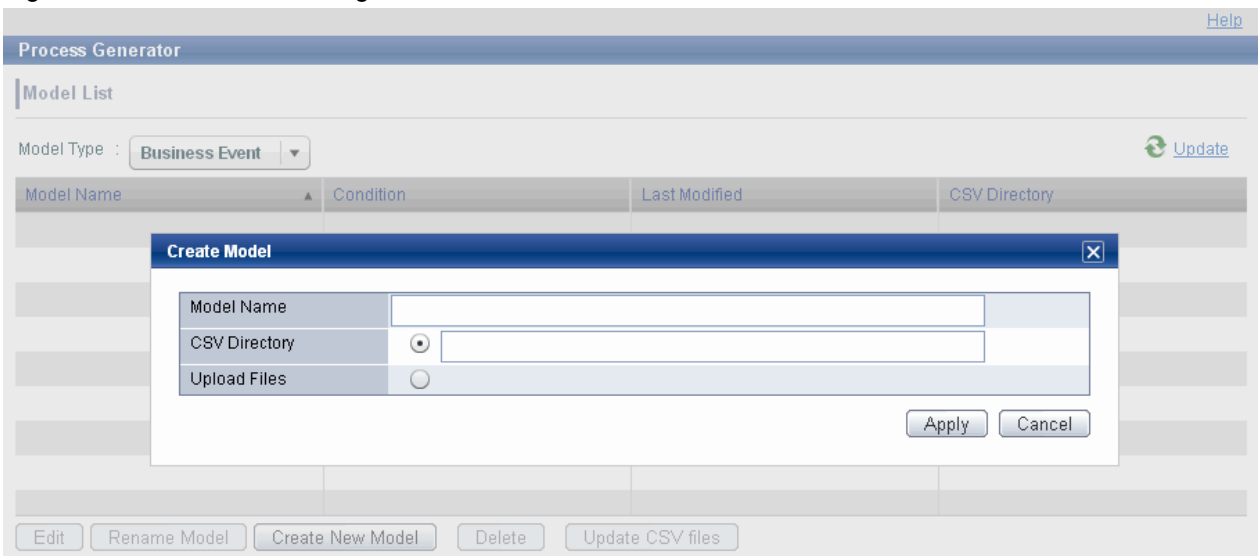 Help
Process Generator
Model List
Model Type : Business Event
Update
Model Name Condition Last Modified CSV Directory
Create Model
Model Name
CSV Directory
Upload Files
Apply Cancel
Edit Rename Model Create New Model Delete Update CSV files